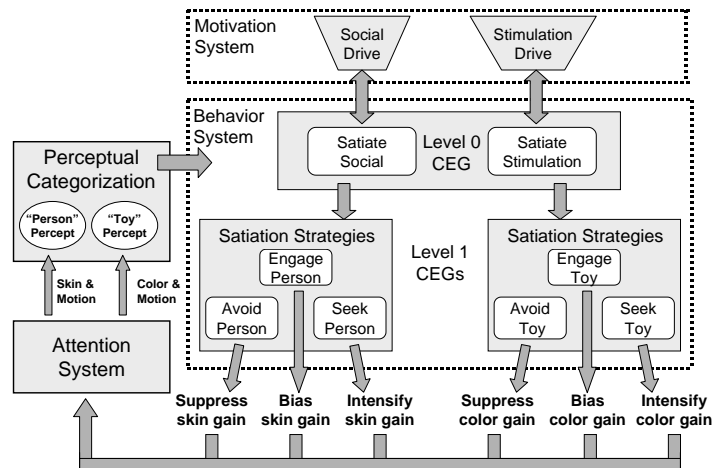 Motivation
System
Social
Drive
Stimulation
Drive
Behavior
System
Satiate
Social
Level 0
CEG
Satiate
Stimulation
Perceptual
Categorization
“Person”
Percept
“Toy”
Percept
Skin &
Motion
Color &
Motion
Attention
System
Satiation Strategies
Engage
Person
Avoid
Person
Seek
Person
Level 1
CEGs
Satiation Strategies
Engage
Toy
Avoid
Toy
Seek
Toy
Suppress
skin gain
Bias
skin gain
Intensify
skin gain
Suppress
color gain
Bias
color gain
Intensify
color gain